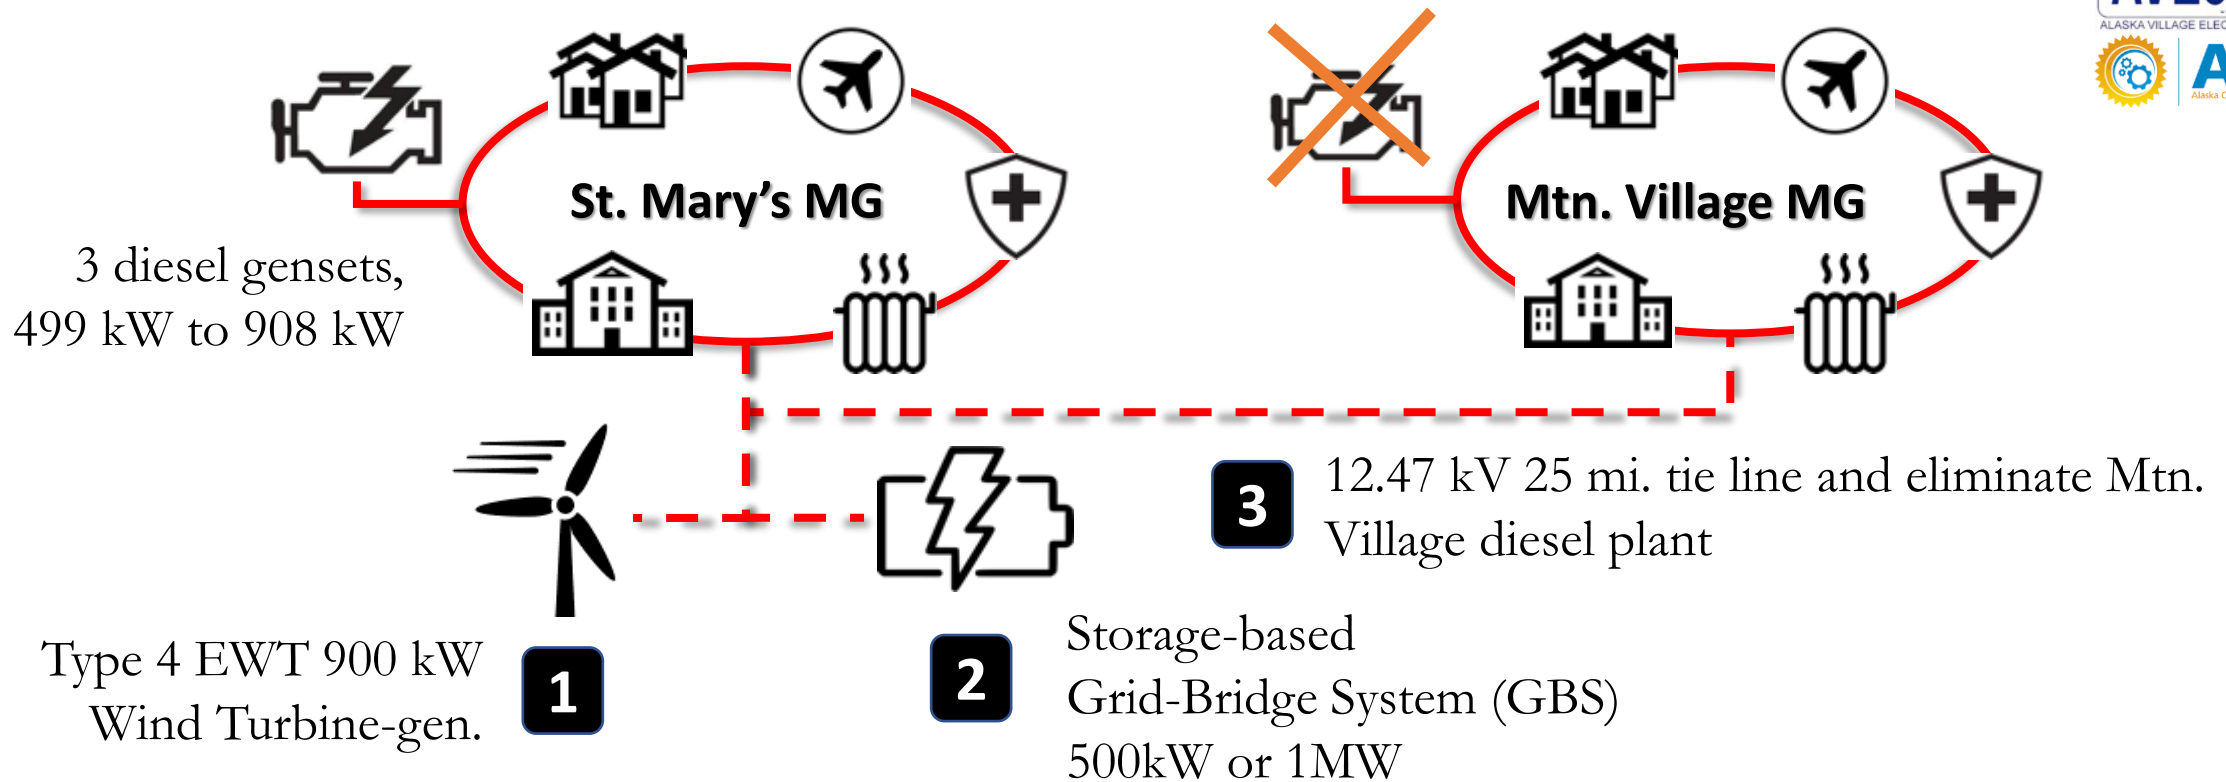 ALASKA VILLAGE ELEC
Alaska C
St. Mary's MG
Mtn. Village MG
3 diesel gensets,
499 kW to 908 kW
3
12.47 kV 25 mi. tie line and eliminate Mtn.
Village diesel plant
Type 4 EWT 900 kW
Wind Turbine-gen.
1
2
Storage-based
Grid-Bridge System (GBS)
500kW or 1MW